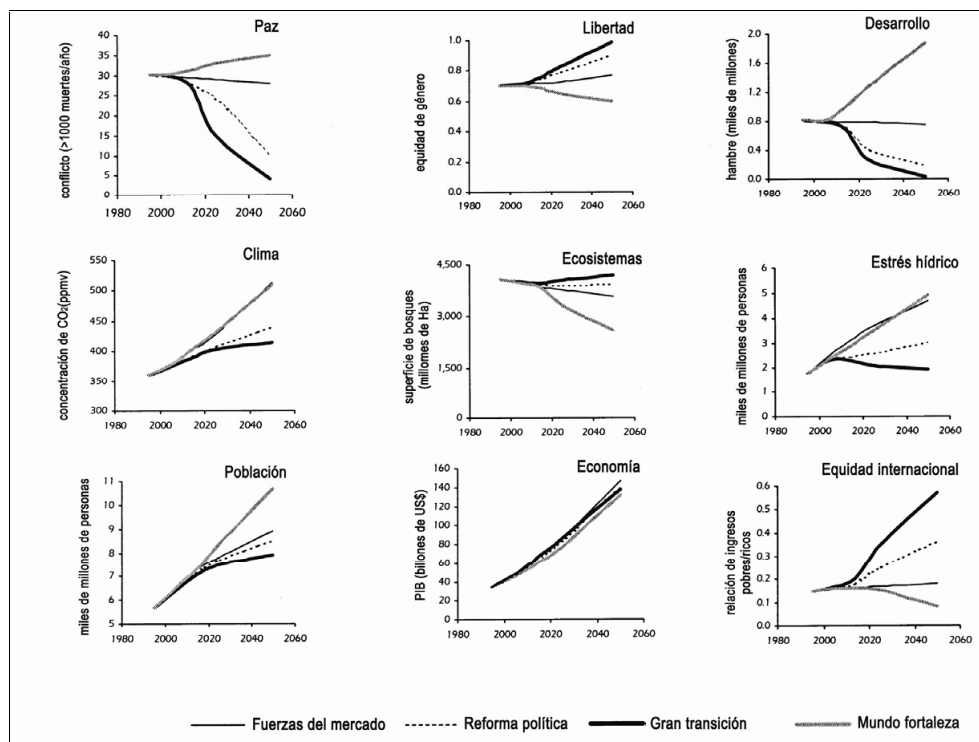 Paz
conflicto (>1000 muertes/año)
40
35
30
25
20
15
10
5
0
1980 2000 2020 2040 2060
Libertad
equidad de género
1.0
0.8
0.6
0.4
0.2
0.0
1980 2000 2020 2040 2060
Desarrollo
hambre (miles de millones)
2.0
1.6
1.2
0.8
0.4
0.0
1980 2000 2020 2040 2060
Clima
concentración de CO₂(ppmv)
550
500
450
400
350
300
1980 2000 2020 2040 2060
Ecosistemas
superficie de bosques
(millomes de Ha)
4,500
3,000
1,500
0
1980 2000 2020 2040 2060
Estrés hídrico
miles de millones de personas
6
5
4
3
2
1
0
1980 2000 2020 2040 2060
Población
miles de millones de personas
11
10
9
8
7
6
5
1980 2000 2020 2040 2060
Economía
PIB (biliones de US$)
160
140
120
100
80
60
40
20
0
1980 2000 2020 2040 2060
Equidad internacional
relación de ingresos
pobres/ricos
0.6
0.5
0.4
0.3
0.2
0.1
0.0
1980 2000 2020 2040 2060
Fuerzas del mercado Reforma política Gran transición Mundo fortaleza